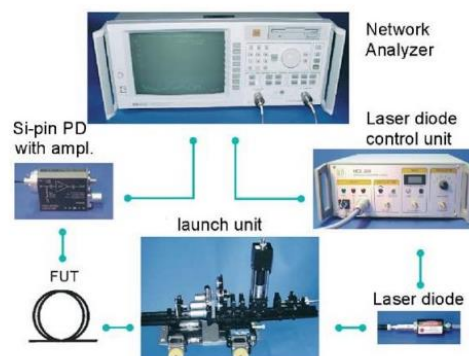 Network
Analyzer
Si-pin PD
with ampl.
Laser diode
control unit
launch unit
FUT
Laser diode